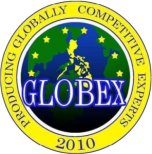 PRODUCING GLOBALLY COMPETITIVE EXPERTS
GLOBEX
2010